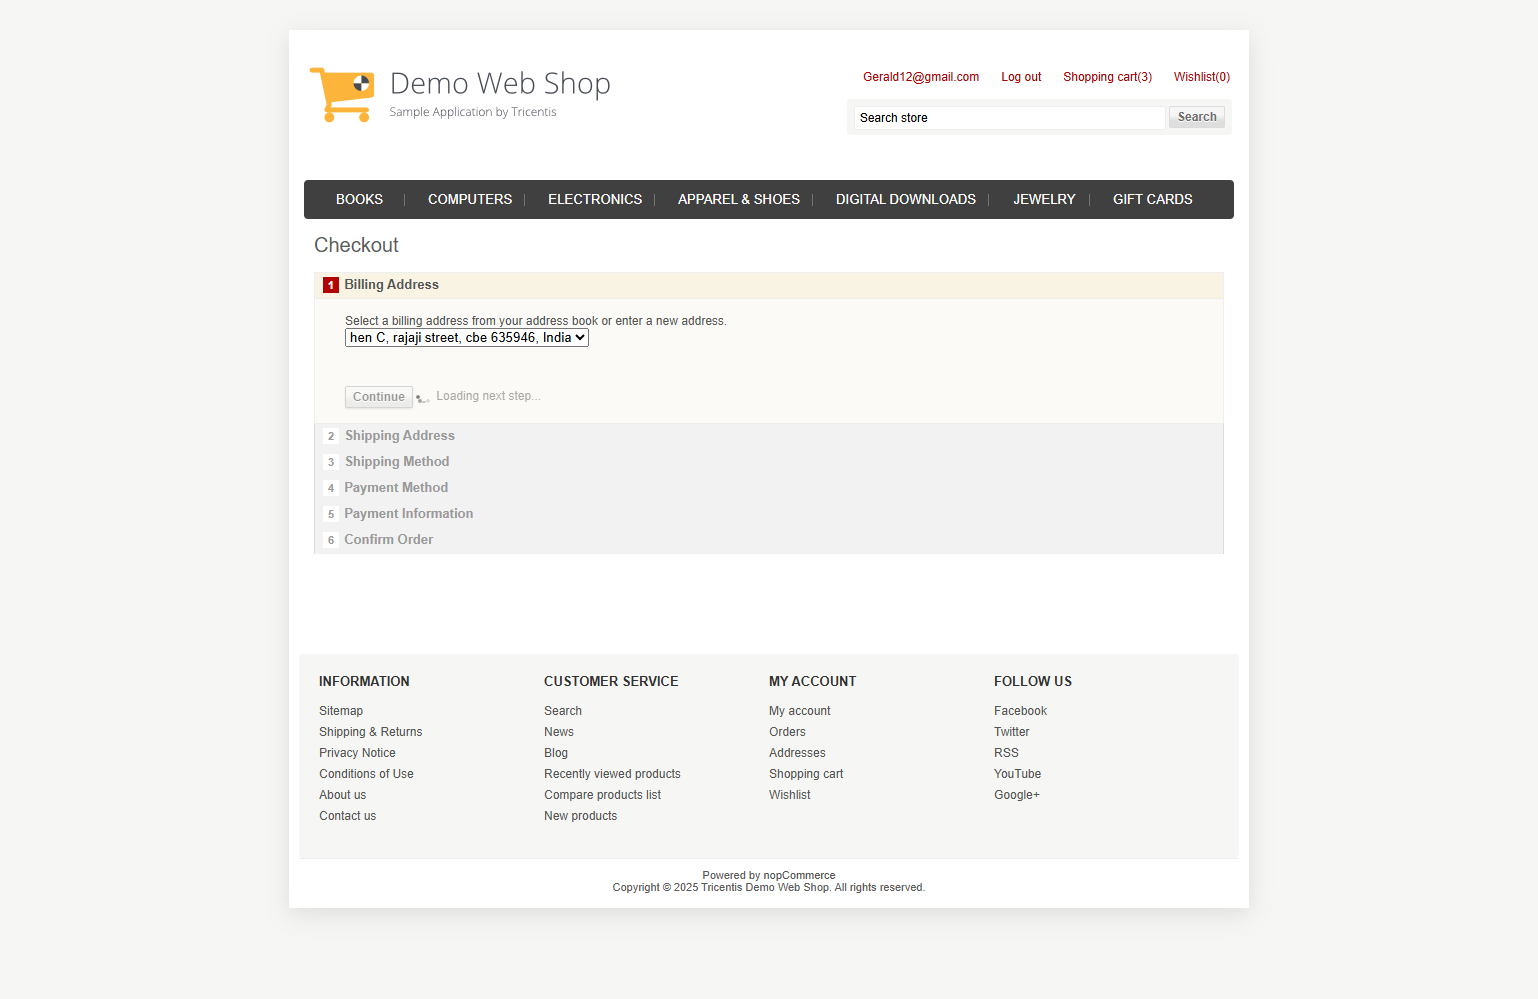 Demo Web Shop
Sample Application by Tricentis
Gerald12@gmail.com Log out Shopping cart(3) Wishlist(0)
Search store Search
BOOKS COMPUTERS ELECTRONICS APPAREL & SHOES DIGITAL DOWNLOADS JEWELRY GIFT CARDS
Checkout
1 Billing Address
Select a billing address from your address book or enter a new address.
hen C, rajaji street, cbe 635946, India
Continue Loading next step...
2 Shipping Address
3 Shipping Method
4 Payment Method
5 Payment Information
6 Confirm Order
INFORMATION
Sitemap
Shipping & Returns
Privacy Notice
Conditions of Use
About us
Contact us
CUSTOMER SERVICE
Search
News
Blog
Recently viewed products
Compare products list
New products
MY ACCOUNT
My account
Orders
Addresses
Shopping cart
Wishlist
FOLLOW US
Facebook
Twitter
RSS
YouTube
Google+
Powered by nopCommerce
Copyright © 2025 Tricentis Demo Web Shop. All rights reserved.